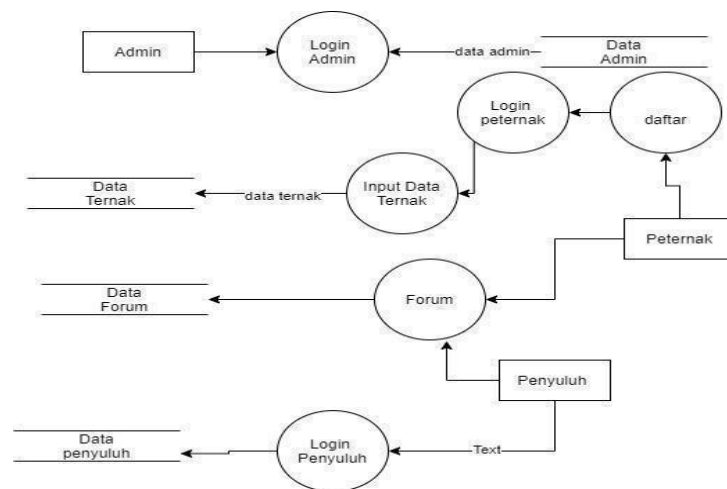 Admin
Login
Admin
data admin
Data
Admin
Login
peternak
daftar
Data
Ternak
data ternak
Input Data
Ternak
Peternak
Data
Forum
Forum
Penyuluh
Data
penyuluh
Login
Penyuluh
Text